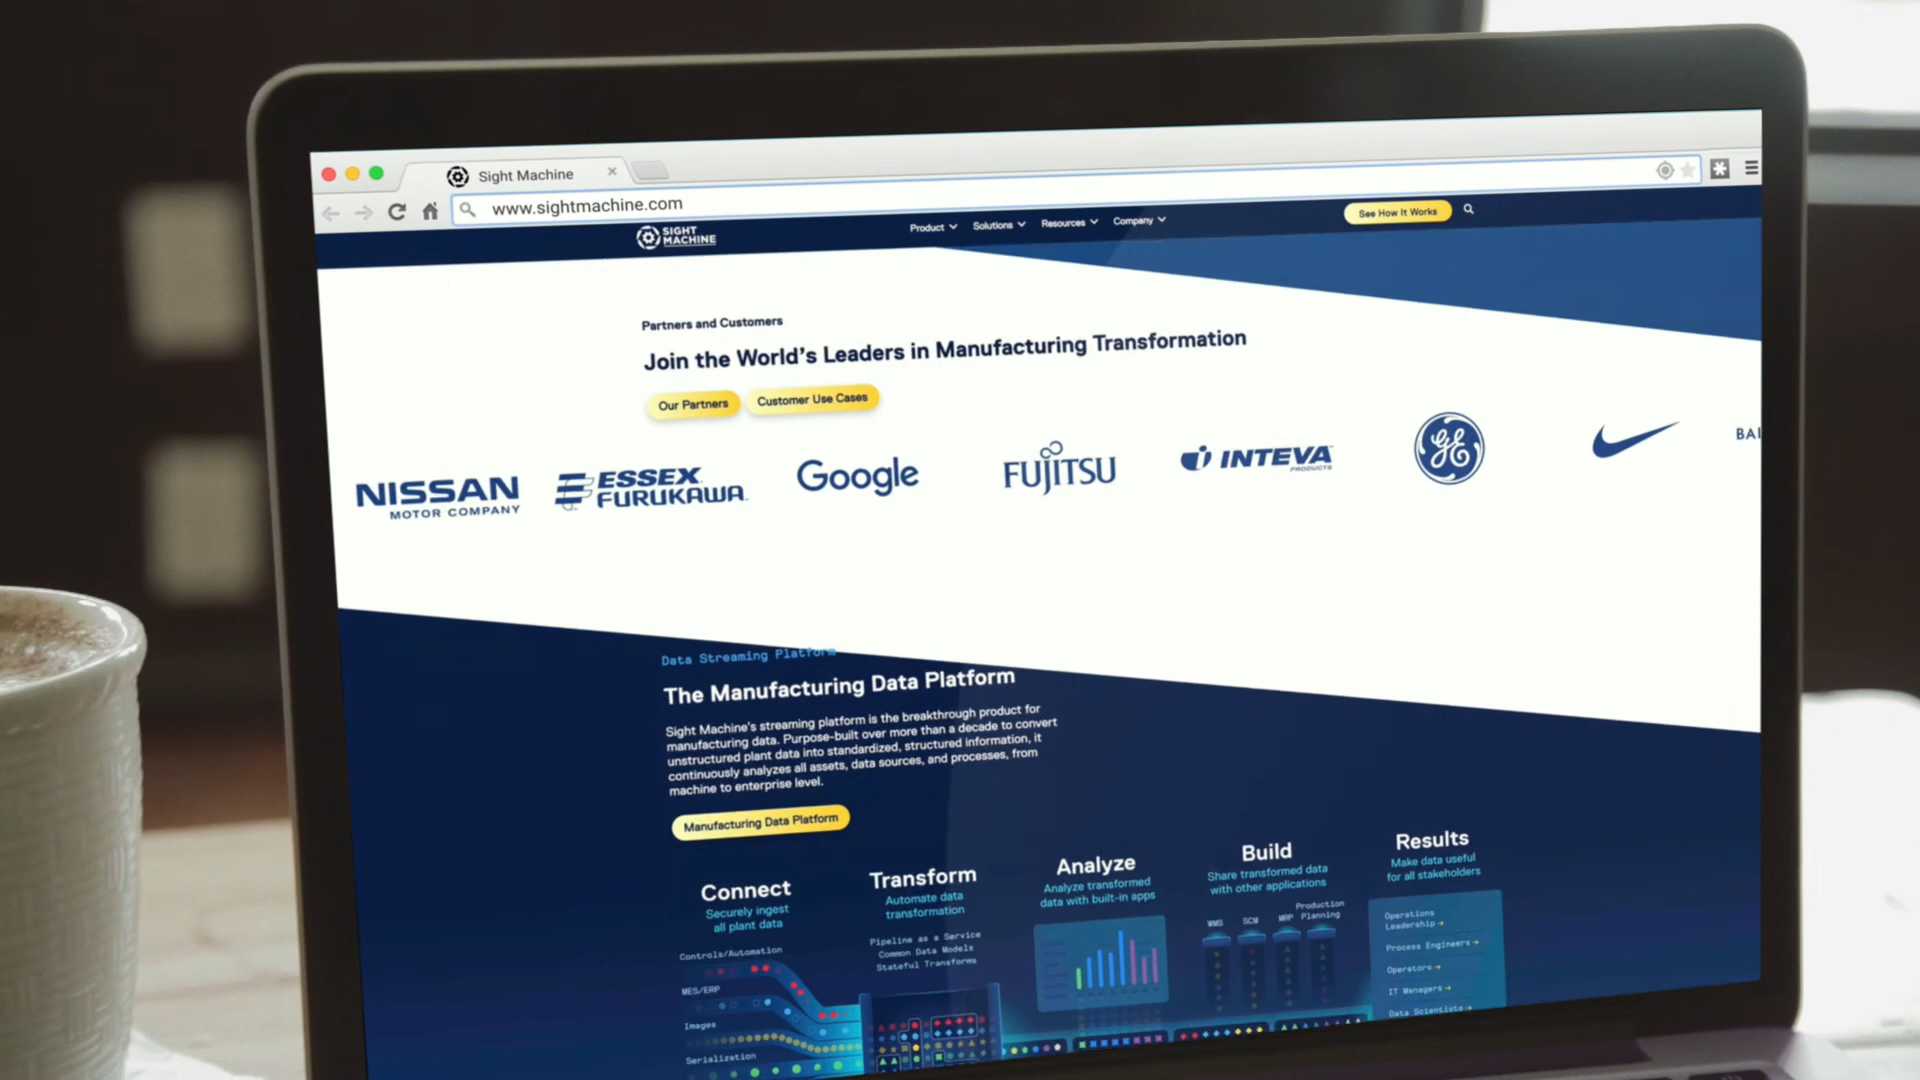 Sight Machine
www.sightmachine.com
SIGHT
MACHINE
Product
Solutions
Resources
Company
See How It Works
Partners and Customers
Join the World's Leaders in Manufacturing Transformation
Our Partners
Customer Use Cases
NISSAN
MOTOR COMPANY
ESSEX
FURUKAWA
Google
FUJITSU
INTEVA
PRODUCTS
GE
BAI
Data Streaming Platform
The Manufacturing Data Platform
Sight Machine's streaming platform is the breakthrough product for
manufacturing data. Purpose-built over more than a decade to convert
unstructured plant data into standardized, structured information, it
continuously analyzes all assets, data sources, and processes, from
machine to enterprise level.
Manufacturing Data Platform
Connect
Securely ingest
all plant data
Controls/Automation
MES/ERP
Images
Serialization
Transform
Automate data
transformation
Pipeline as a Service
Common Data Models
Stateful Transforms
Analyze
Analyze transformed
data with built-in apps
Build
Share transformed data
with other applications
WMS
SCM
MRP
Production
Planning
Results
Make data useful
for all stakeholders
Operations
Leadership
Process Engineers
Operators
IT Managers
Data Scientists